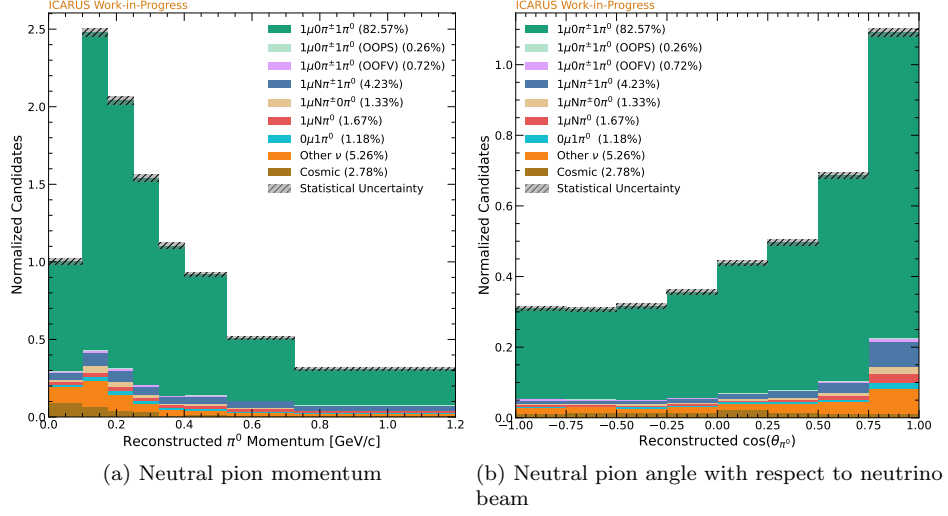 ICARUS Work-in-Progress
2.5
2.0
1.5
1.0
0.5
0.0
Normalized Candidates
1μ0π±1π⁰ (82.57%)
1μ0π±1π⁰ (OOPS) (0.26%)
1μ0π±1π⁰ (OOFV) (0.72%)
1μNπ±1π⁰ (4.23%)
1μNπ±0π⁰ (1.33%)
1μNπ⁰ (1.67%)
0μ1π⁰ (1.18%)
Other ν (5.26%)
Cosmic (2.78%)
Statistical Uncertainty
0.0 0.2 0.4 0.6 0.8 1.0 1.2
Reconstructed π⁰ Momentum [GeV/c]
(a) Neutral pion momentum
ICARUS Work-in-Progress
1.0
0.8
0.6
0.4
0.2
0.0
Normalized Candidates
1μ0π±1π⁰ (82.57%)
1μ0π±1π⁰ (OOPS) (0.26%)
1μ0π±1π⁰ (OOFV) (0.72%)
1μNπ±1π⁰ (4.23%)
1μNπ±0π⁰ (1.33%)
1μNπ⁰ (1.67%)
0μ1π⁰ (1.18%)
Other ν (5.26%)
Cosmic (2.78%)
Statistical Uncertainty
−1.00 −0.75 −0.50 −0.25 0.00 0.25 0.50 0.75 1.00
Reconstructed cos(θπ⁰)
(b) Neutral pion angle with respect to neutrino
beam